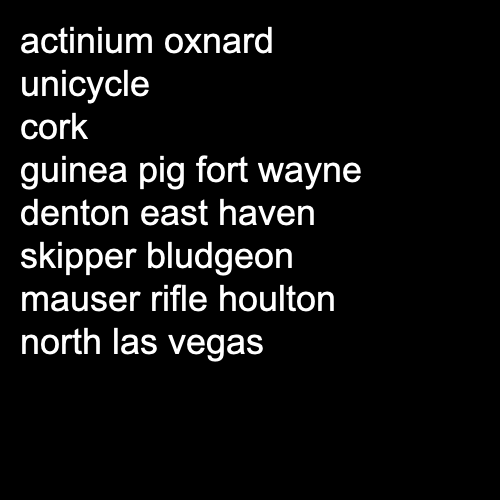 actinium oxnard
unicycle
cork
guinea pig fort wayne
denton east haven
skipper bludgeon
mauser rifle houlton
north las vegas